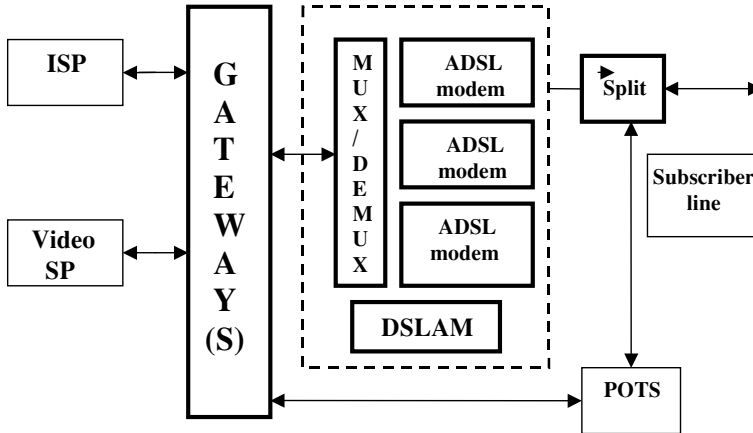 ISP
Video
SP
G
A
T
E
W
A
Y
(S)
M
U
X
/
D
E
M
U
X
ADSL
modem
ADSL
modem
ADSL
modem
DSLAM
Split
Subscriber
line
POTS